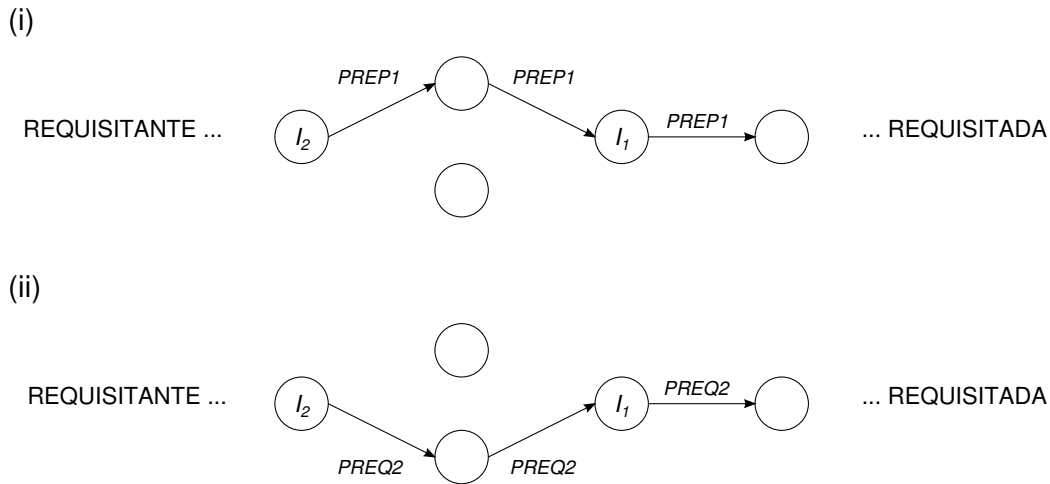 (i)
PREP1 PREP1
REQUISITANTE ... I2 I1 PREP1 ... REQUISITADA
(ii)
REQUISITANTE ... I2 I1 PREQ2 ... REQUISITADA
PREQ2 PREQ2